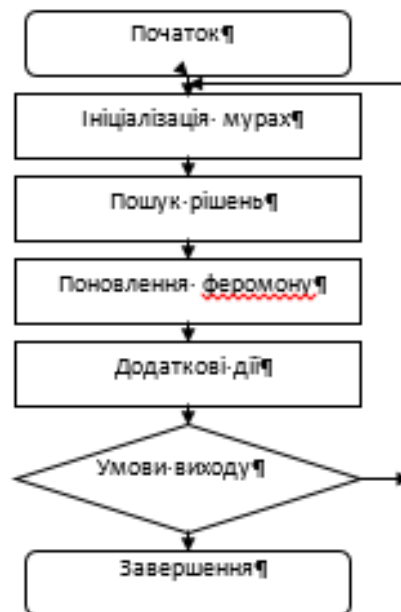 Початок¶
Ініціалізація· мурах¶
Пошук·рішень¶
Поновлення· феромону¶
Додаткові·дії¶
Умови·виходу¶
Завершення¶